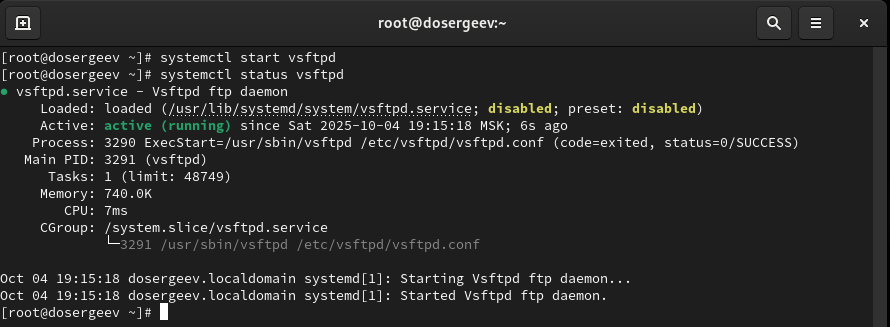 root@dosergeev:~
[root@dosergeev ~]# systemctl start vsftpd
[root@dosergeev ~]# systemctl status vsftpd
● vsftpd.service - Vsftpd ftp daemon
     Loaded: loaded (/usr/lib/systemd/system/vsftpd.service; disabled; preset: disabled)
     Active: active (running) since Sat 2025-10-04 19:15:18 MSK; 6s ago
    Process: 3290 ExecStart=/usr/sbin/vsftpd /etc/vsftpd/vsftpd.conf (code=exited, status=0/SUCCESS)
   Main PID: 3291 (vsftpd)
      Tasks: 1 (limit: 48749)
     Memory: 740.0K
        CPU: 7ms
     CGroup: /system.slice/vsftpd.service
             └─3291 /usr/sbin/vsftpd /etc/vsftpd/vsftpd.conf
Oct 04 19:15:18 dosergeev.localdomain systemd[1]: Starting Vsftpd ftp daemon...
Oct 04 19:15:18 dosergeev.localdomain systemd[1]: Started Vsftpd ftp daemon.
[root@dosergeev ~]#